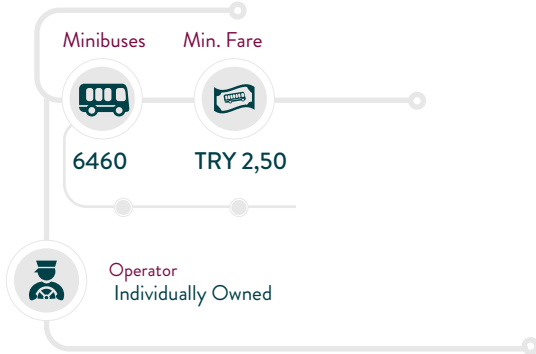 Minibuses Min. Fare
6460 TRY 2,50
Operator
Individually Owned